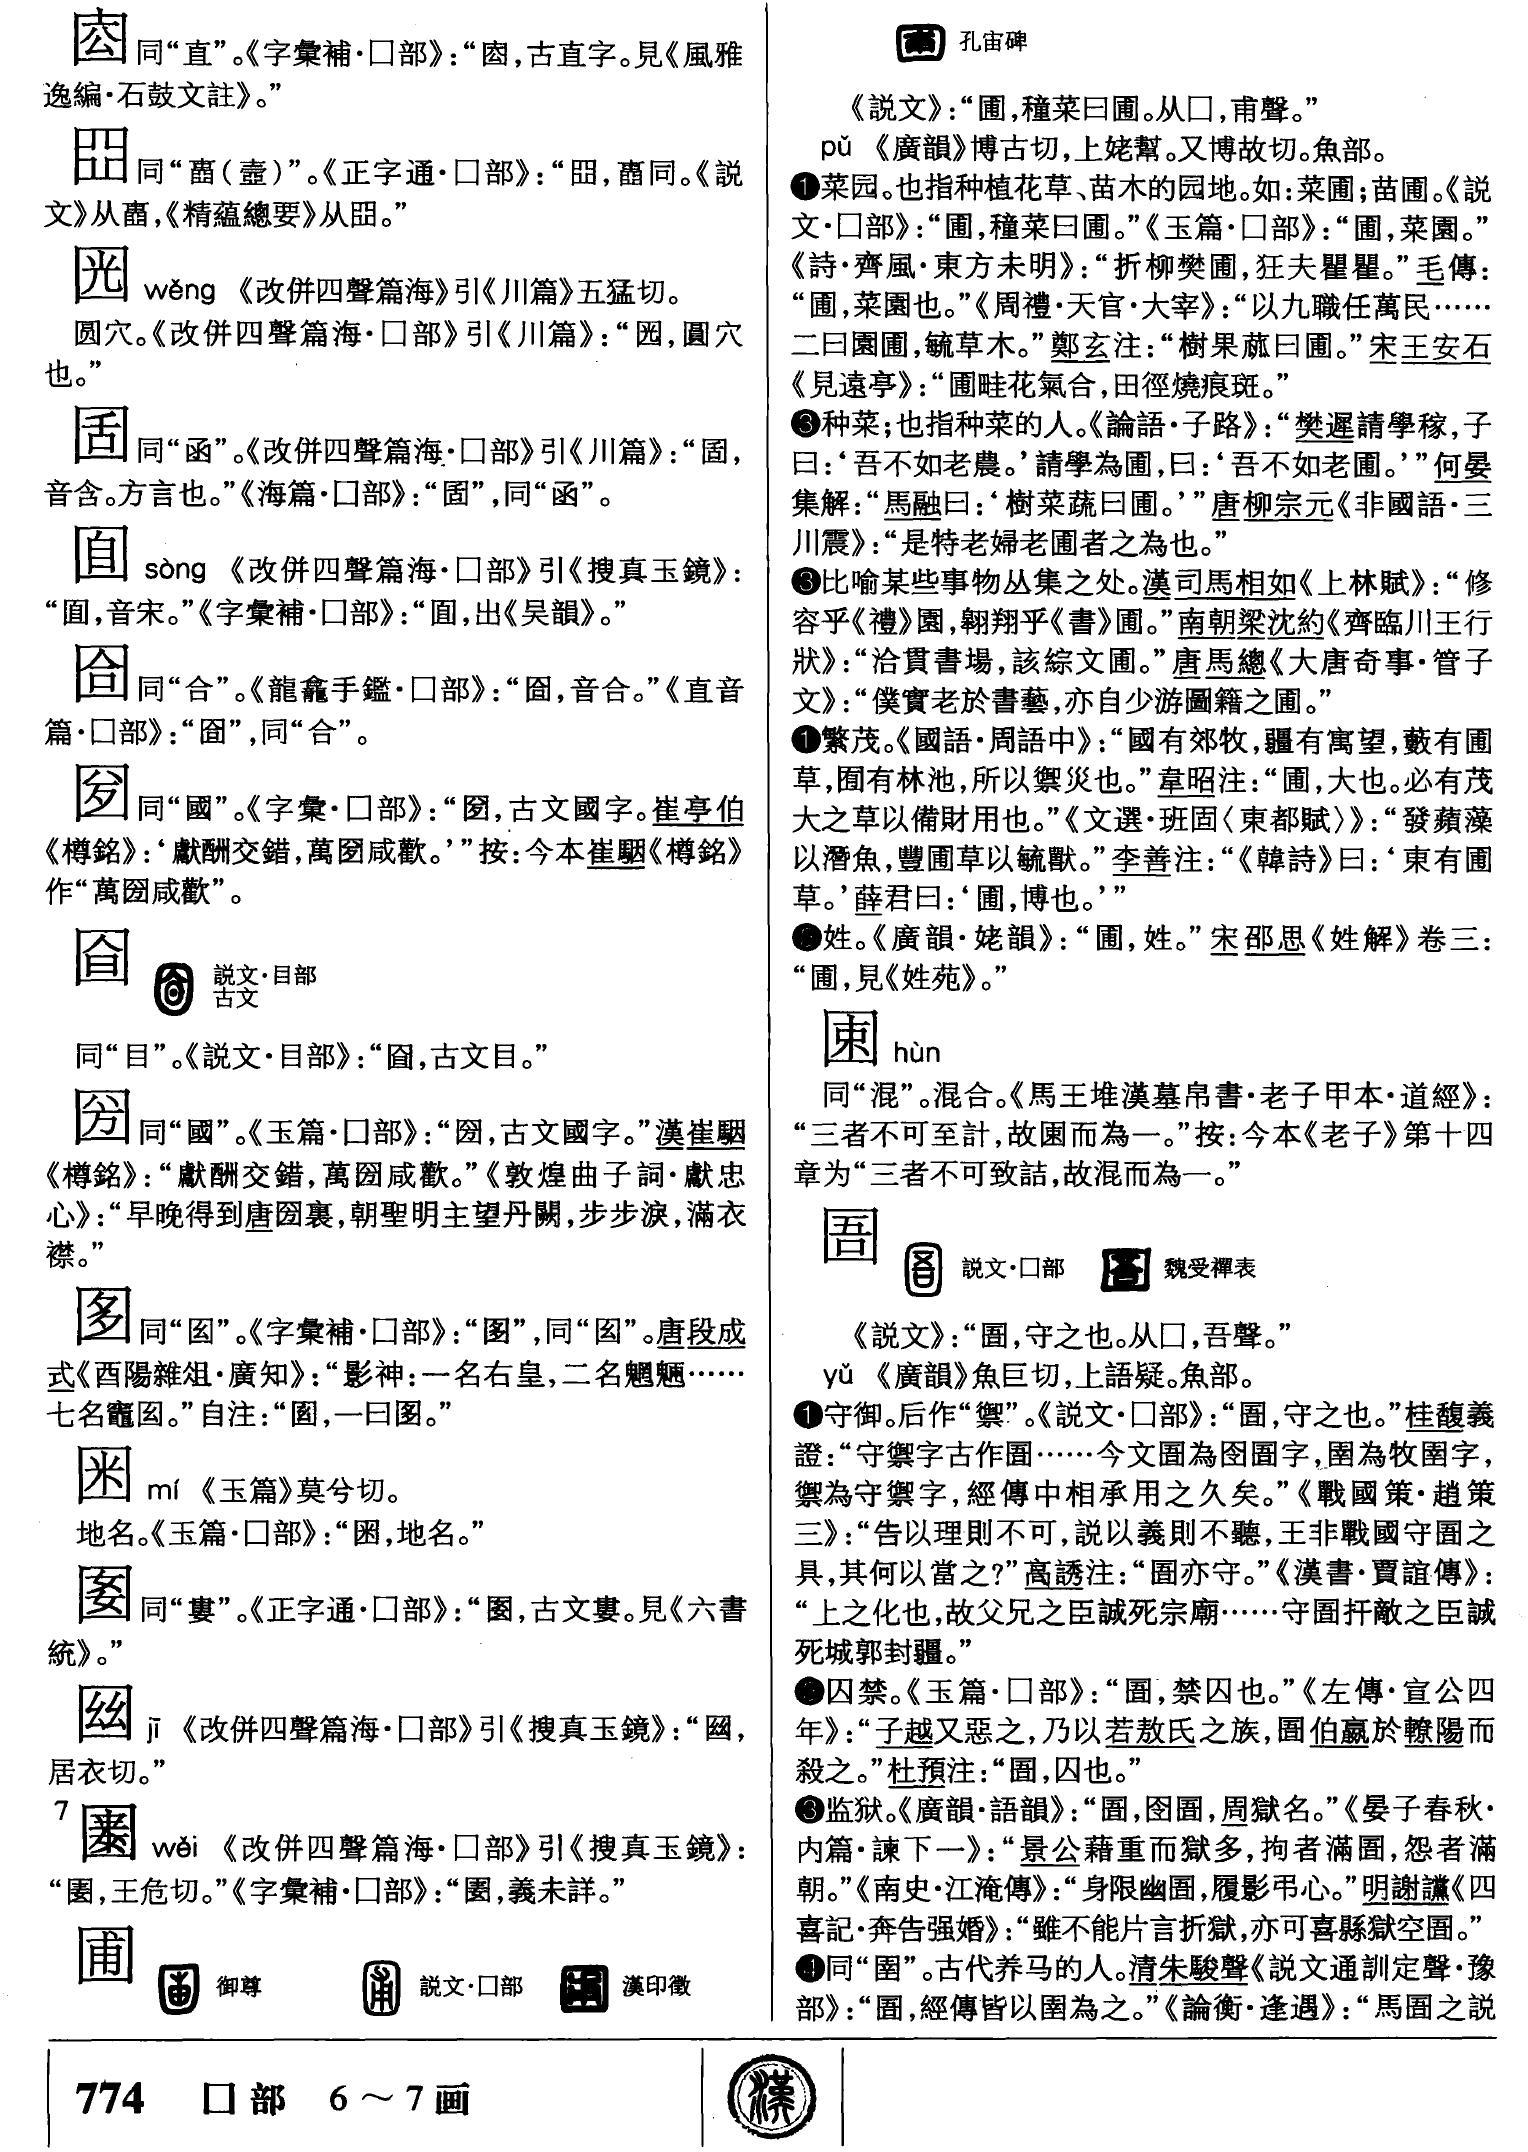 同“直”。《字彙補·囗部》:“,古直字。見《風雅
逸編·石鼓文註》。”
同“𡔷(壼)”。《正字通·囗部》:“,同。《説
文》从,《精蘊總要》从。”
wěng 《改併四聲篇海》引《川篇》五猛切。
圆穴。《改併四聲篇海·囗部》引《川篇》:“,圓穴
也。”
同“函”。《改併四聲篇海·囗部》引《川篇》:“,
音含。方言也。”《海篇·囗部》:“”,同“函”。
sòng 《改併四聲篇海·囗部》引《搜真玉鏡》:
“,音宋。”《字彙補·囗部》:“,出《吴韻》。”
同“合”。《龍龕手鑑·囗部》:“,音合。”《直音
篇·囗部》:“”,同“合”。
同“國”。《字彙·囗部》:“,古文國字。崔亭伯
《樽銘》:‘獻酬交錯,萬咸歡。’”按:今本崔駰《樽銘》
作“萬圀咸歡”。
説文·目部
古文
同“目”。《説文·目部》:“,古文目。”
圀 同“國”。《玉篇·囗部》:“圀,古文國字。”漢崔駰
《樽銘》:“獻酬交錯,萬圀咸歡。”《敦煌曲子詞·獻忠
心》:“早晚得到唐圀裏,朝聖明主望丹闕,步步淚,滿衣
襟。”
同“”。《字彙補·囗部》:“”,同“”。唐段成
式《酉陽雜俎·廣知》:“影神:一名右皇,二名魍魎……
七名竈。”自注:“,一曰。”
mí 《玉篇》莫兮切。
地名。《玉篇·囗部》:“,地名。”
同“婁”。《正字通·囗部》:“,古文婁。見《六書
統》。”
jī 《改併四聲篇海·囗部》引《搜真玉鏡》:“,
居衣切。”
7 wěi 《改併四聲篇海·囗部》引《搜真玉鏡》:
“,王危切。”《字彙補·囗部》:“,義未詳。”
圃 御尊 説文·囗部 漢印徵
孔宙碑
《説文》:“圃,穜菜曰圃。从囗,甫聲。”
pǔ 《廣韻》博古切,上姥幫。又博故切。魚部。
❶菜园。也指种植花草、苗木的园地。如:菜圃;苗圃。《説
文·囗部》:“圃,穜菜曰圃。”《玉篇·囗部》:“圃,菜園。”
《詩·齊風·東方未明》:“折柳樊圃,狂夫瞿瞿。”毛傳:
“圃,菜園也。”《周禮·天官·大宰》:“以九職任萬民……
二曰園圃,毓草木。”鄭玄注:“樹果蓏曰圃。”宋王安石
《見遠亭》:“圃畦花氣合,田徑燒痕斑。”
❷种菜;也指种菜的人。《論語·子路》:“樊遲請學稼,子
曰:‘吾不如老農。’請學為圃,曰:‘吾不如老圃。’”何晏
集解:“馬融曰:‘樹菜蔬曰圃。’”唐柳宗元《非國語·三
川震》:“是特老婦老圃者之為也。”
❸比喻某些事物丛集之处。漢司馬相如《上林賦》:“修
容乎《禮》園,翱翔乎《書》圃。”南朝梁沈約《齊臨川王行
狀》:“洽貫書場,該綜文圃。”唐馬總《大唐奇事·管子
文》:“僕實老於書藝,亦自少游圖籍之圃。”
❹繁茂。《國語·周語中》:“國有郊牧,疆有寓望,藪有圃
草,囿有林池,所以禦災也。”韋昭注:“圃,大也。必有茂
大之草以備財用也。”《文選·班固〈東都賦〉》:“發蘋藻
以潛魚,豐圃草以毓獸。”李善注:“《韓詩》曰:‘東有圃
草。’薛君曰:‘圃,博也。’”
❺姓。《廣韻·姥韻》:“圃,姓。”宋邵思《姓解》卷三:
“圃,見《姓苑》。”
hùn
同“混”。混合。《馬王堆漢墓帛書·老子甲本·道經》:
“三者不可至計,故而為一。”按:今本《老子》第十四
章为“三者不可致詰,故混而為一。”
圄 説文·囗部 魏受禪表
《説文》:“圄,守之也。从囗,吾聲。”
yǔ 《廣韻》魚巨切,上語疑。魚部。
❶守御。后作“禦”。《説文·囗部》:“圄,守之也。”桂馥義
證:“守禦字古作圄……今文圄為囹圄字,圉為牧圉字,
禦為守禦字,經傳中相承用之久矣。”《戰國策·趙策
三》:“告以理則不可,説以義則不聽,王非戰國守圄之
具,其何以當之?”高誘注:“圄亦守。”《漢書·賈誼傳》:
“上之化也,故父兄之臣誠死宗廟……守圄扞敵之臣誠
死城郭封疆。”
❷囚禁。《玉篇·囗部》:“圄,禁囚也。”《左傳·宣公四
年》:“子越又惡之,乃以若敖氏之族,圄伯嬴於轑陽而
殺之。”杜預注:“圄,囚也。”
❸监狱。《廣韻·語韻》:“圄,囹圄,周獄名。”《晏子春秋·
内篇·諫下一》:“景公藉重而獄多,拘者滿圄,怨者滿
朝。”《南史·江淹傳》:“身限幽圄,履影弔心。”明謝讜《四
喜記·奔告强婚》:“雖不能片言折獄,亦可喜縣獄空圄。”
❹同“圉”。古代养马的人。清朱駿聲《説文通訓定聲·豫
部》:“圄,經傳皆以圉為之。”《論衡·逢遇》:“馬圄之説
774 囗部 6～7画
漢